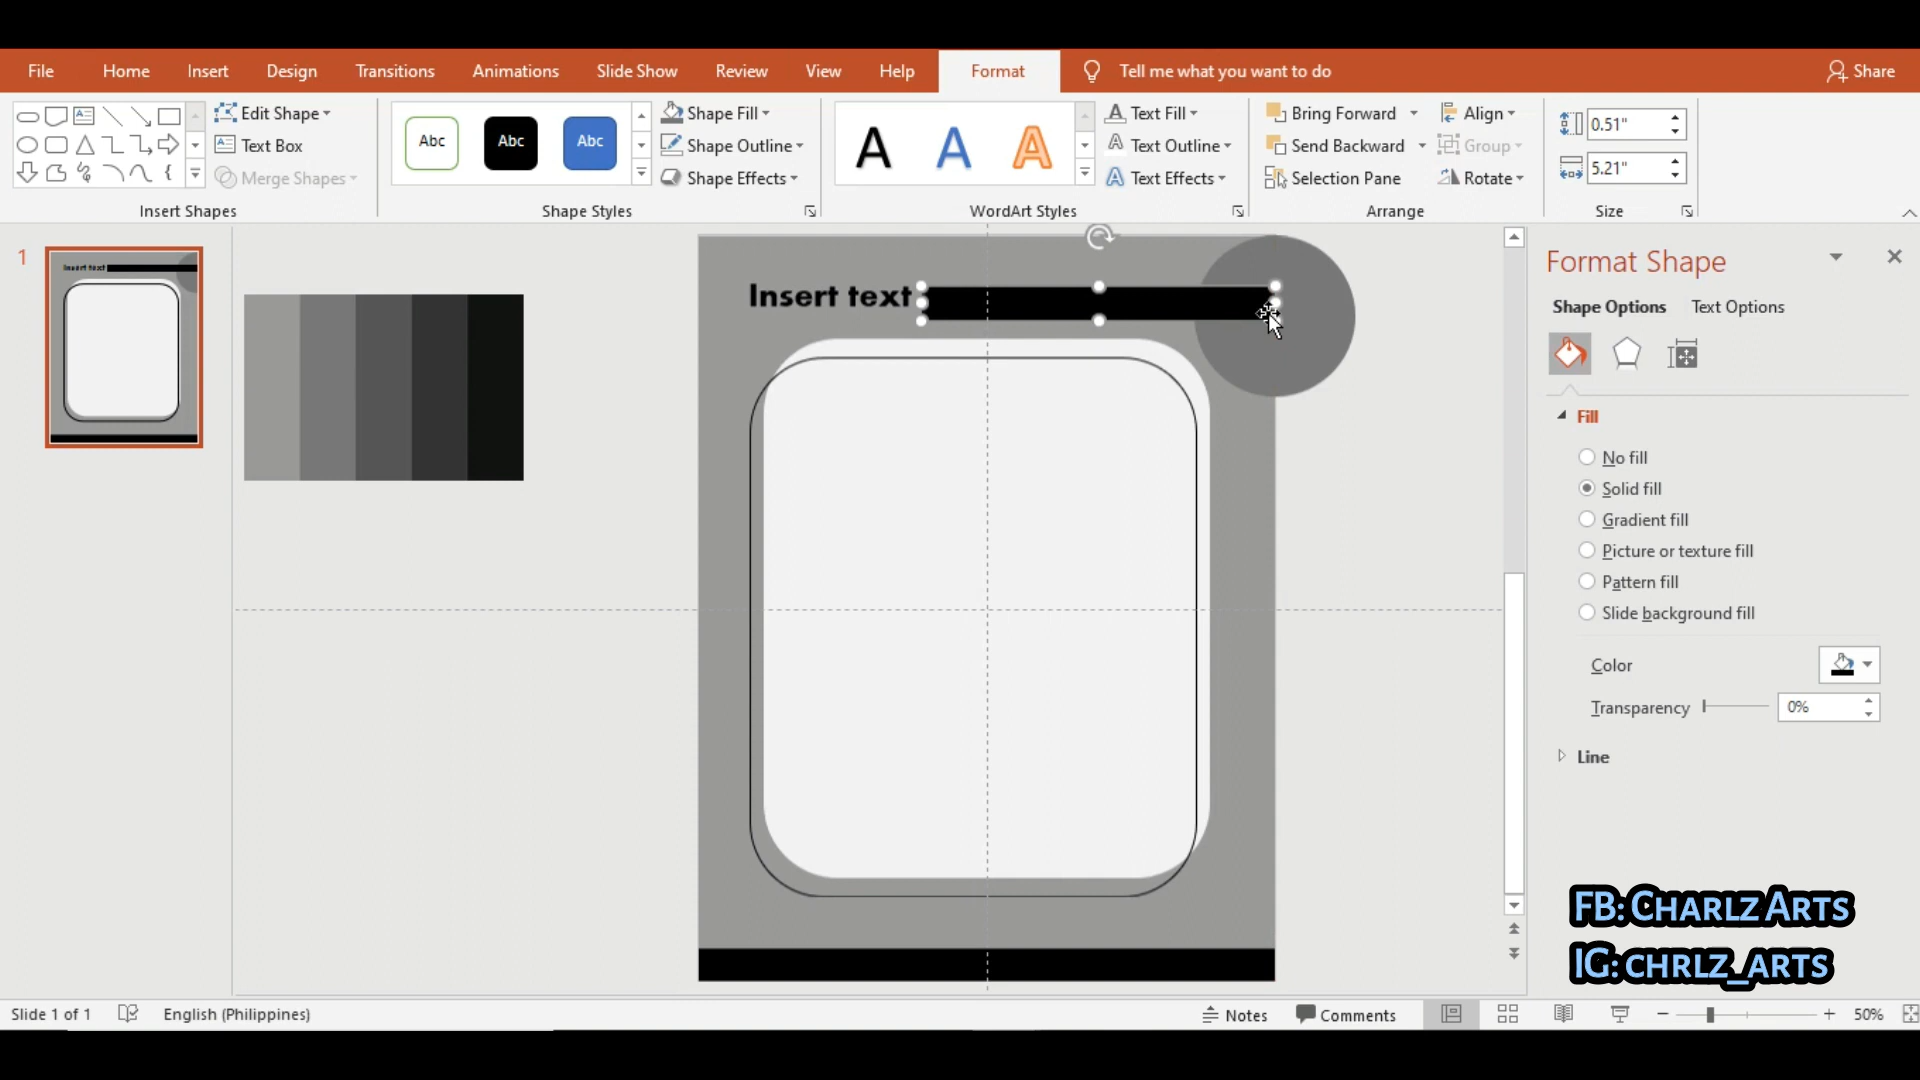 File Home Insert Design Transitions Animations Slide Show Review View Help Format Tell me what you want to do Share
Edit Shape Shape Fill Text Fill Bring Forward Align 0.51"
Abc Abc Abc
Text Box Shape Outline A A A Text Outline Send Backward Group
Merge Shapes Shape Effects Text Effects Selection Pane Rotate 5.21"
Insert Shapes Shape Styles WordArt Styles Arrange Size
1
Insert text
Insert text
Format Shape
Shape Options Text Options
Fill
No fill
Solid fill
Gradient fill
Picture or texture fill
Pattern fill
Slide background fill
Color
Transparency 0%
Line
FB: Charlz Arts
IG: chrlz_arts
Slide 1 of 1 English (Philippines) Notes Comments 50%